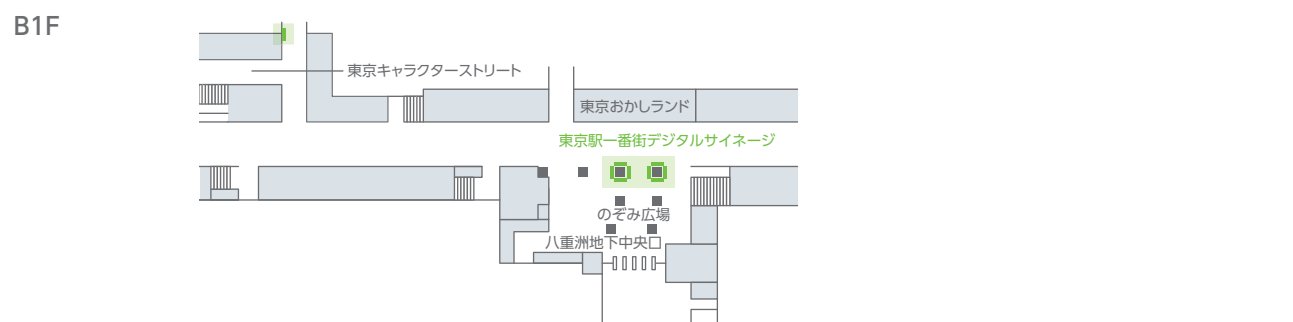 B1F
東京キャラクターストリート
東京おかしランド
東京駅一番街デジタルサイネージ
のぞみ広場
八重洲地下中央口